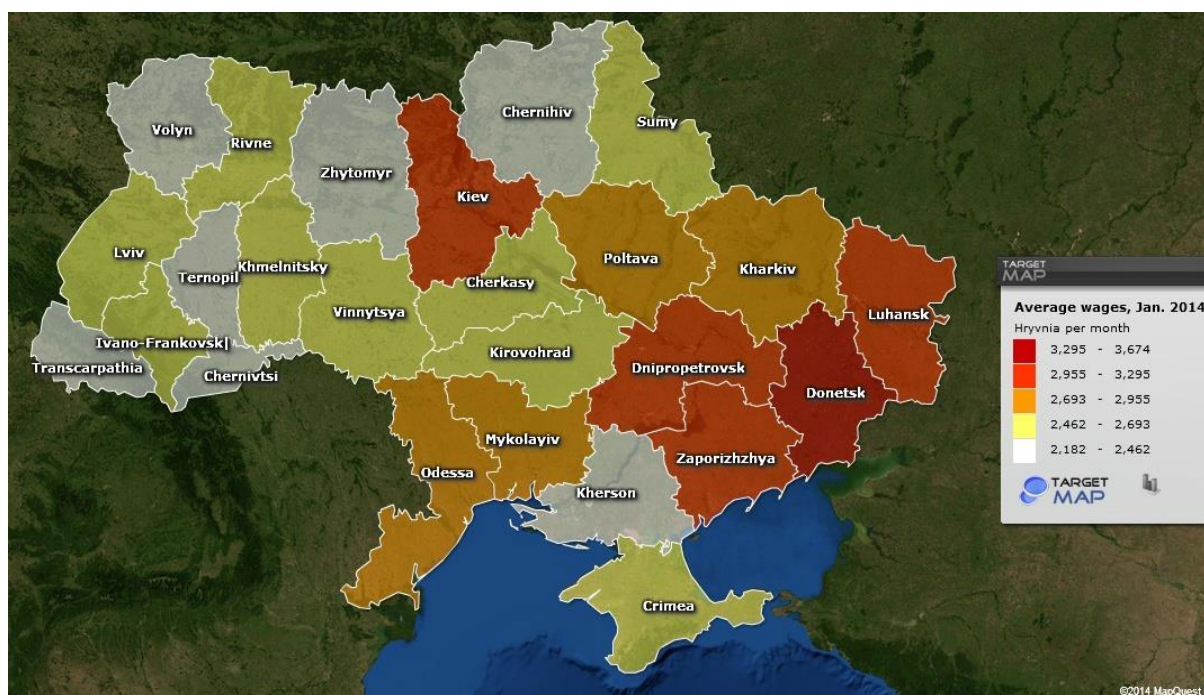 Volyn
Rivne
Zhytomyr
Chernihiv
Sumy
Kiev
Lviv
Ternopil
Khmelnitsky
Vinnytsya
Cherkasy
Poltava
Kharkiv
Luhansk
Ivano-Frankovsk|
Transcarpathia
Chernivtsi
Kirovohrad
Dnipropetrovsk
Donetsk
Odessa
Mykolayiv
Zaporizhzhya
Kherson
Crimea
TARGET
MAP
Average wages, Jan. 2014
Hryvnia per month
3,295 - 3,674
2,955 - 3,295
2,693 - 2,955
2,462 - 2,693
2,182 - 2,462
TARGET
MAP
©2014 MapQuest